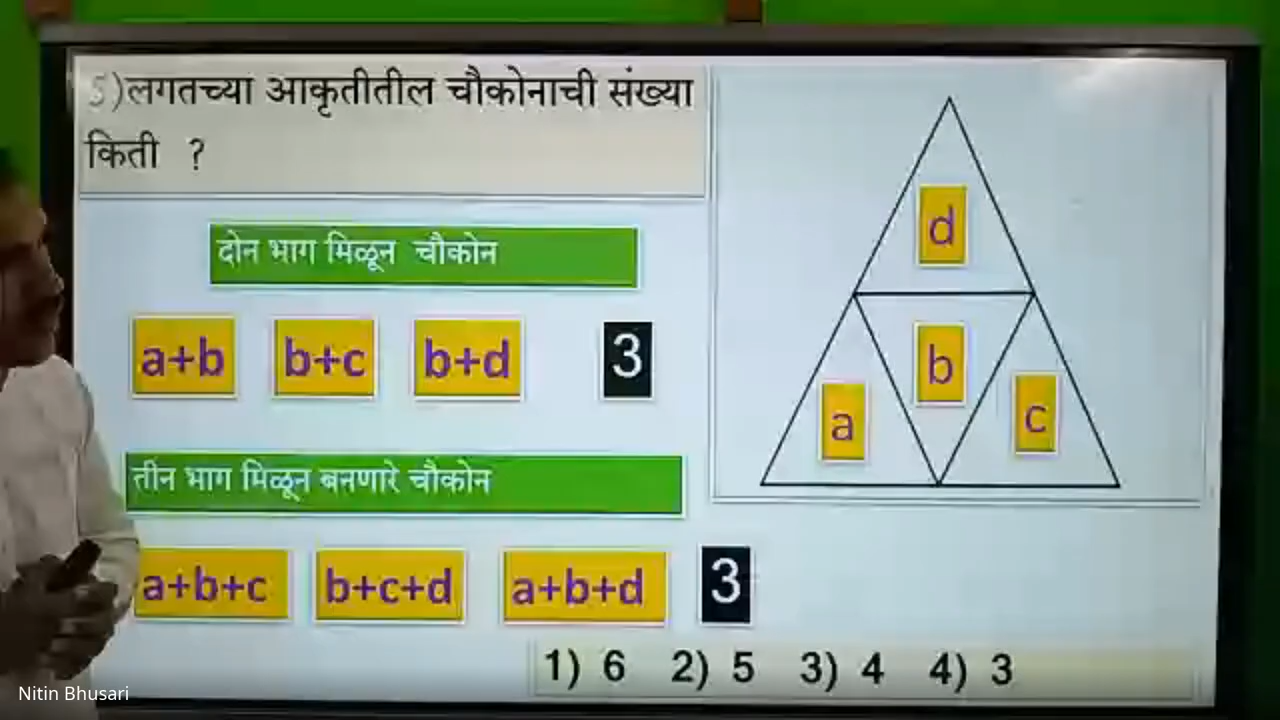 5)लगतच्या आकृतीतील चौकोनाची संख्या
किती ?
दोन भाग मिळून चौकोन
a+b b+c b+d 3
तीन भाग मिळून बनणारे चौकोन
a+b+c b+c+d a+b+d 3
d
b
a c
1) 6 2) 5 3) 4 4) 3
Nitin Bhusari